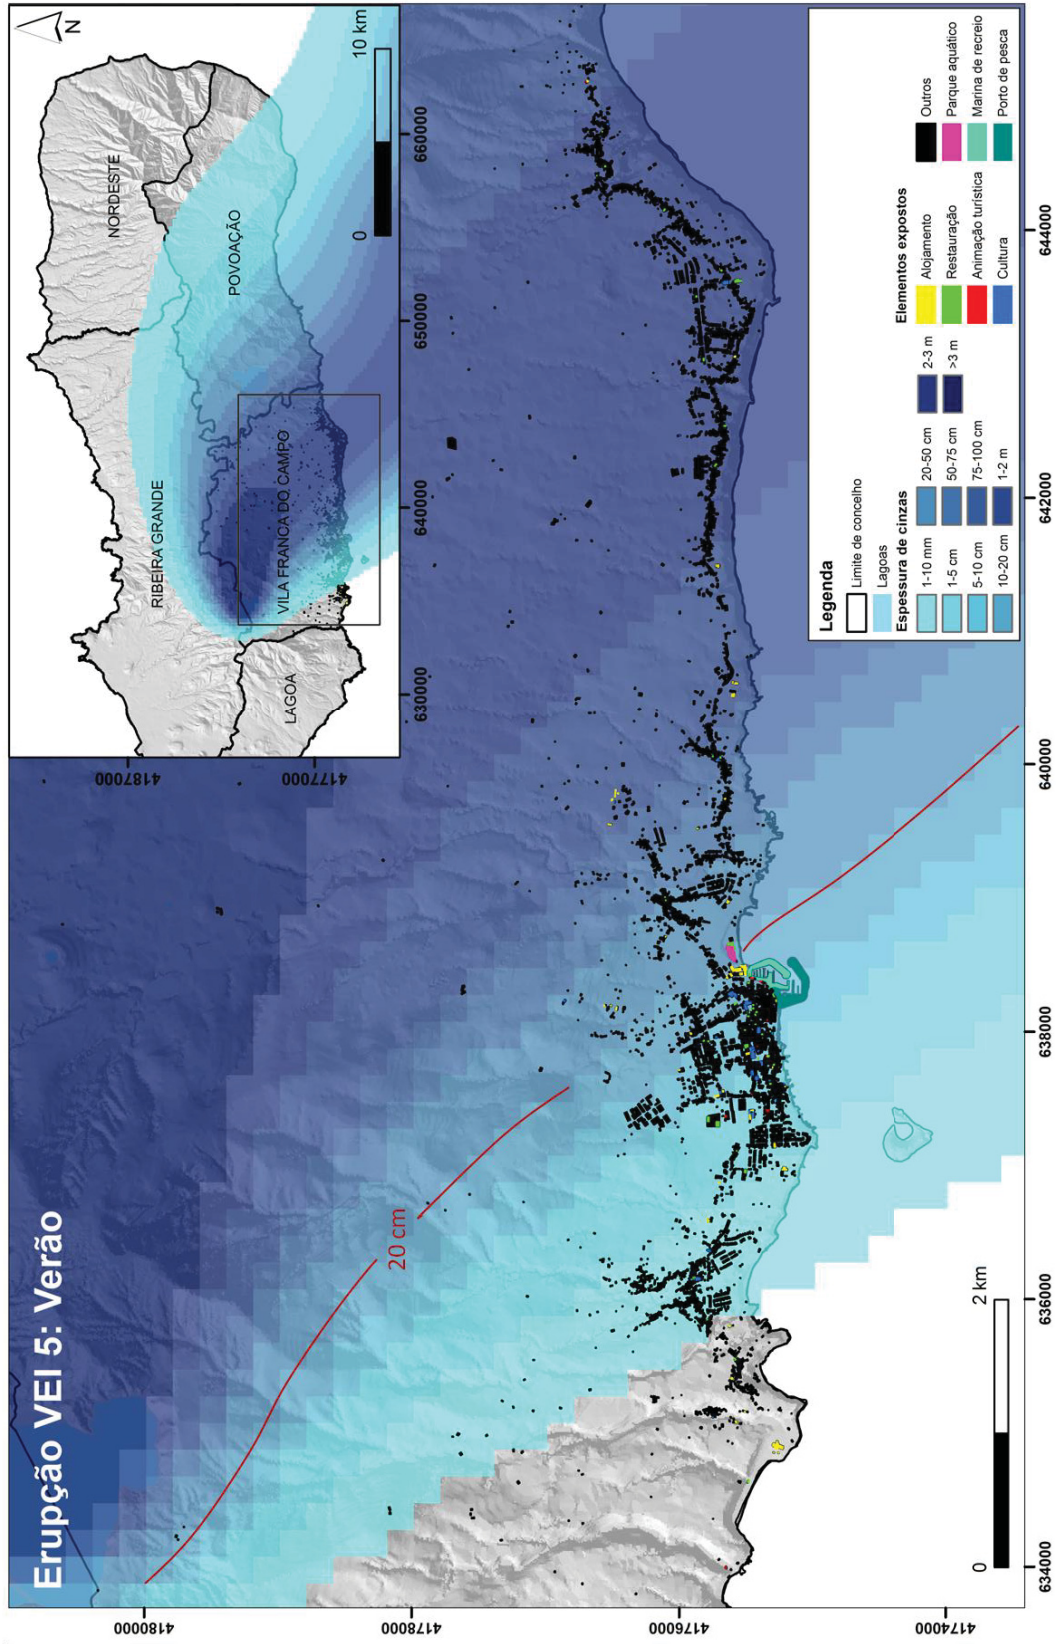 Erupção VEI 5: Verão
N
NORDESTE
RIBEIRA GRANDE
POVOAÇÃO
VILA FRANCA DO CAMPO
LAGOA
0
10 km
4187000
4177000
630000
640000
650000
660000
20 cm
4180000
4178000
4176000
4174000
0
2 km
634000
636000
638000
640000
642000
644000
Legenda
Limite de concelho
Lagoas
Espessura de cinzas
1-10 mm
1-5 cm
5-10 cm
10-20 cm
20-50 cm
50-75 cm
75-100 cm
1-2 m
2-3 m
>3 m
Elementos expostos
Alojamento
Restauração
Animação turística
Cultura
Outros
Parque aquático
Marina de recreio
Porto de pesca